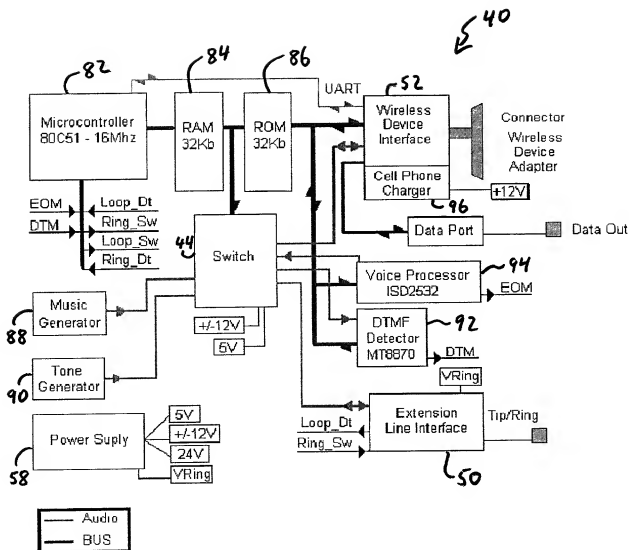 40
82
84
86
52
UART
Microcontroller
80C51 - 16Mhz
RAM
32Kb
ROM
32Kb
Wireless
Device
Interface
Connector
Wireless
Device
Adapter
Cell Phone
Charger
+12V
96
EOM
Loop_Dt
DTM
Ring_Sw
Loop_Sw
Ring_Dt
44
Switch
Data Port
Data Out
Voice Processor
ISD2532
94
EOM
Music
Generator
88
+/-12V
5V
DTMF
Detector
MT8870
92
DTM
VRing
Tone
Generator
90
Power Suply
58
5V
+/-12V
24V
VRing
Loop_Dt
Ring_Sw
Extension
Line Interface
Tip/Ring
50
Audio
BUS